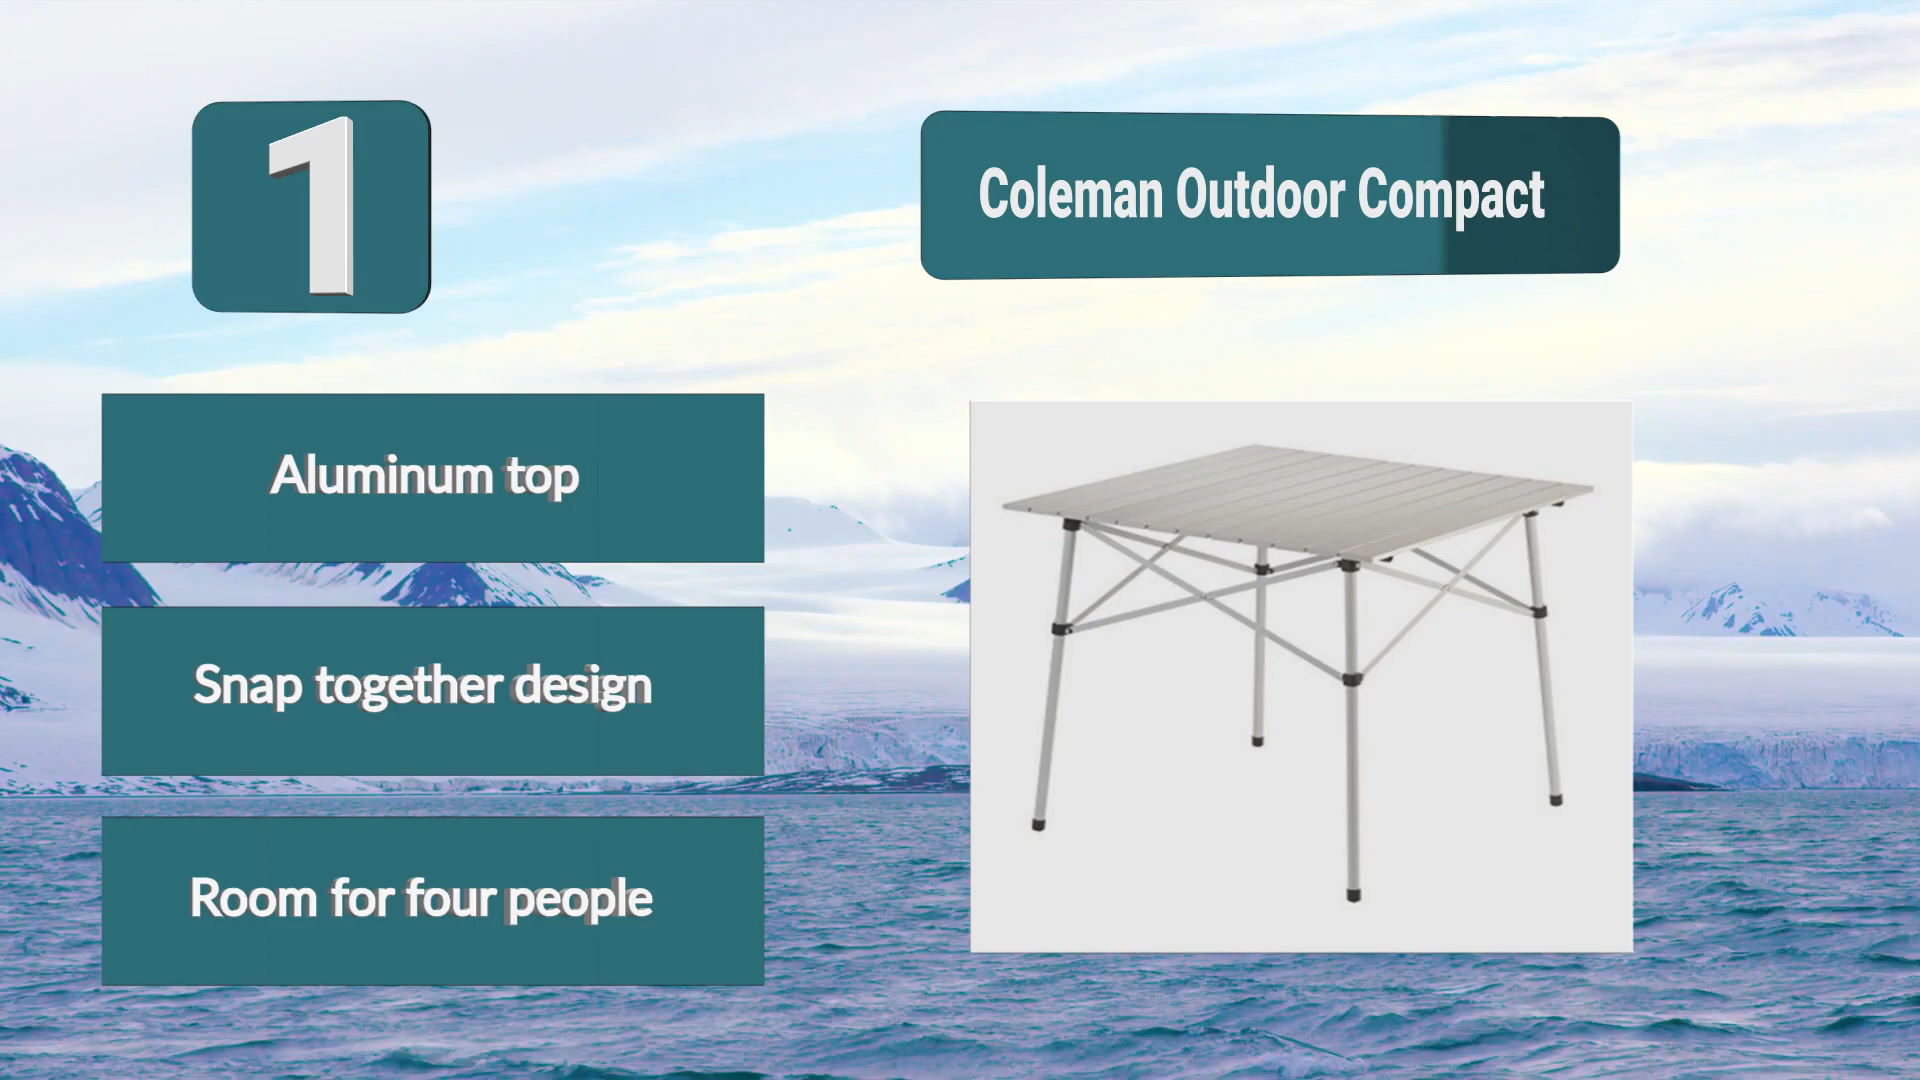 1
Coleman Outdoor Compact
Aluminum top
Snap together design
Room for four people